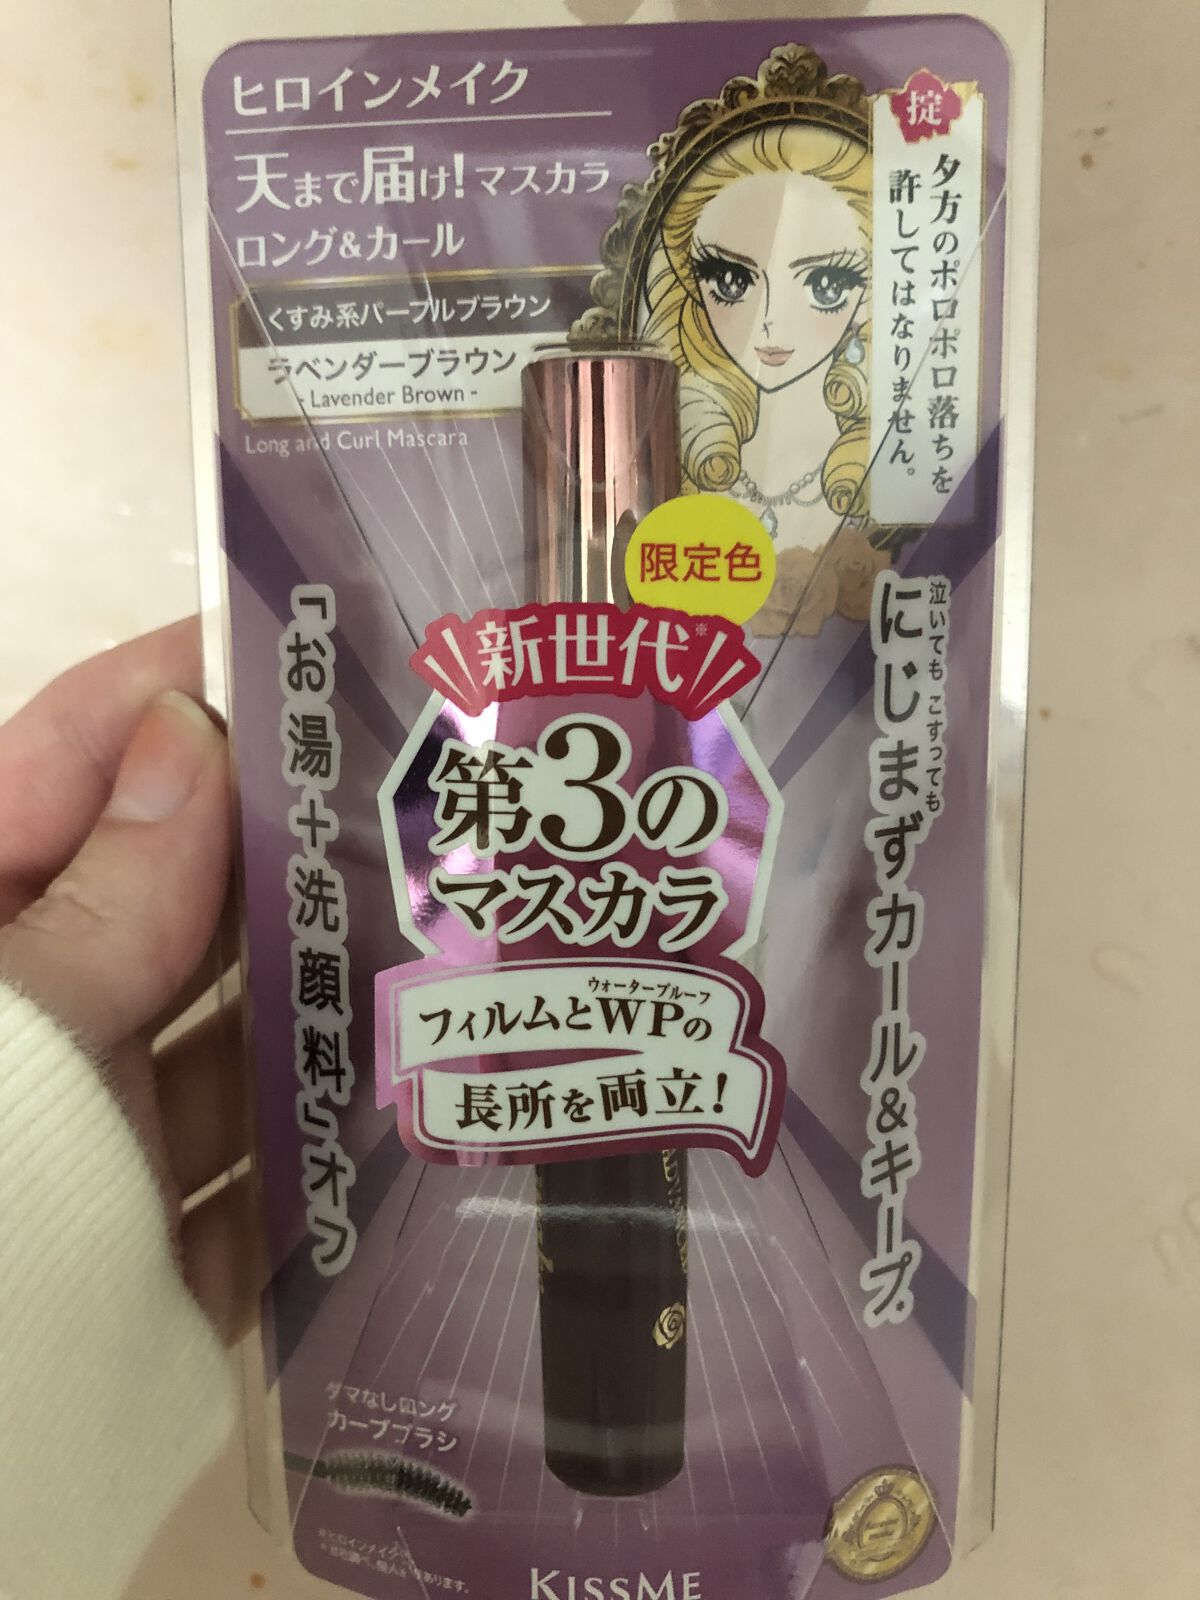 ヒロインメイク
天まで届け!マスカラ
ロング&カール
くすみ系パープルブラウン
ラベンダーブラウン
- Lavender Brown -
Long and Curl Mascara
掟
夕方のポロポロ落ちを
許してはなりません。
限定色
新世代※
第3の
マスカラ
フィルムとWPの
ウォータープルーフ
長所を両立!
泣いても こすっても
にじまずカール&キープ。
「お湯+洗顔料」オフ
ダマなしロング
カーブブラシ
KISSME